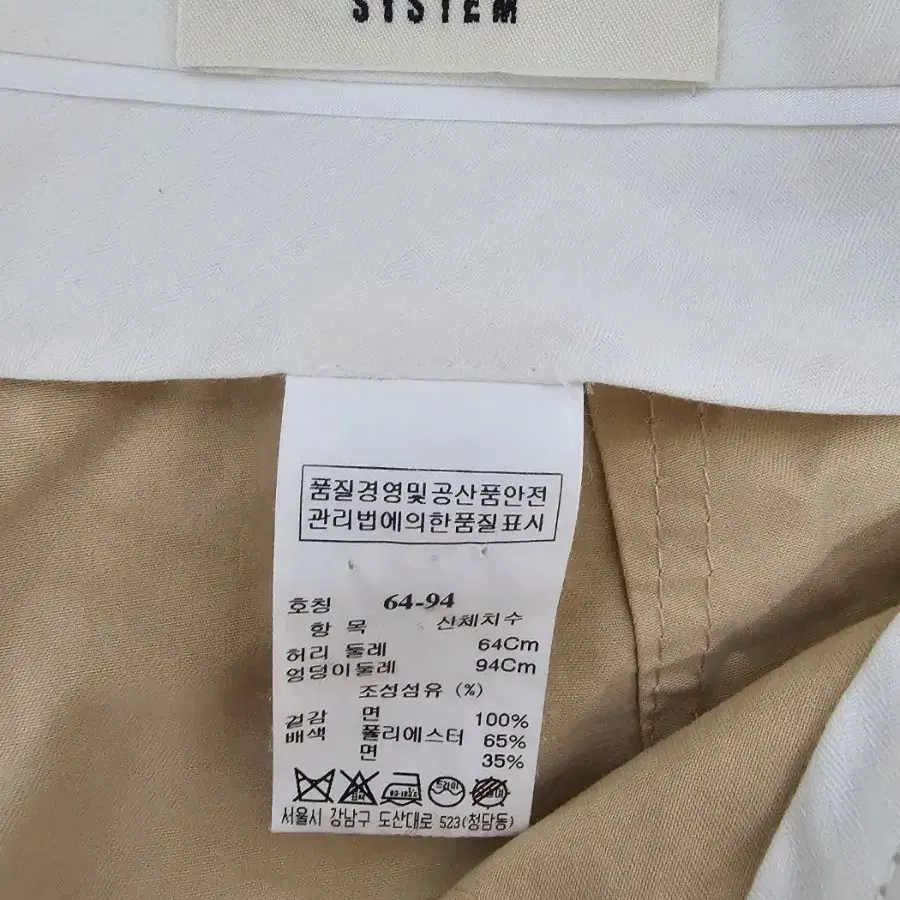 SYSTEM
품질경영및공산품안전
관리법에의한품질표시
호칭 64-94
항 목 신체치수
허리 둘레 64Cm
엉덩이둘레 94Cm
조성섬유 (%)
겉감 면 100%
배색 폴리에스터 65%
면 35%
드라이
서울시 강남구 도산대로 523(청담동)